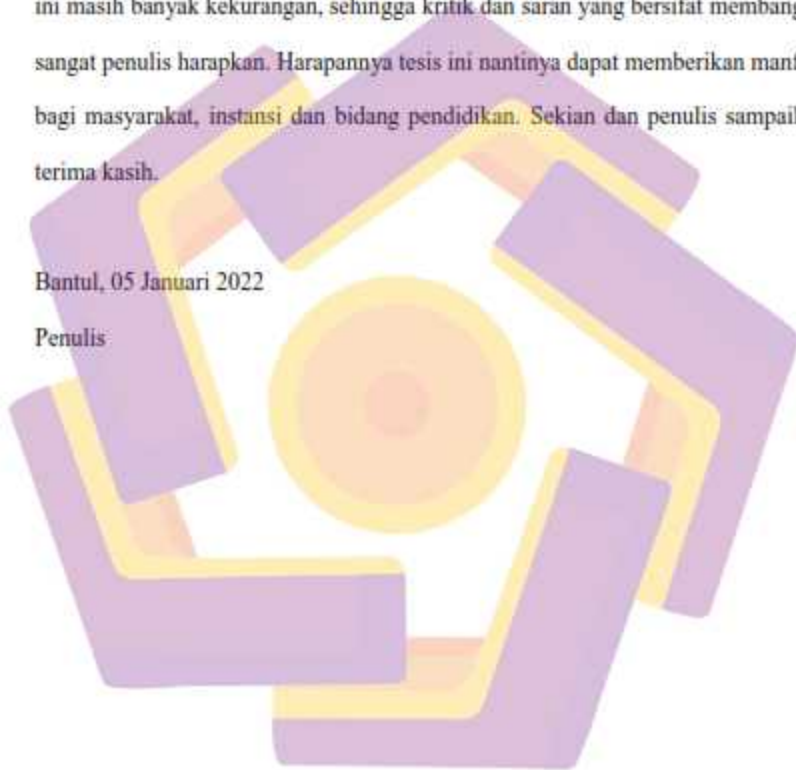 ini masih banyak kekurangan, sehingga kritik dan saran yang bersifat membang
sangat penulis harapkan. Harapannya tesis ini nantinya dapat memberikan manf
bagi masyarakat, instansi dan bidang pendidikan. Sekian dan penulis sampail
terima kasih.
Bantul, 05 Januari 2022
Penulis